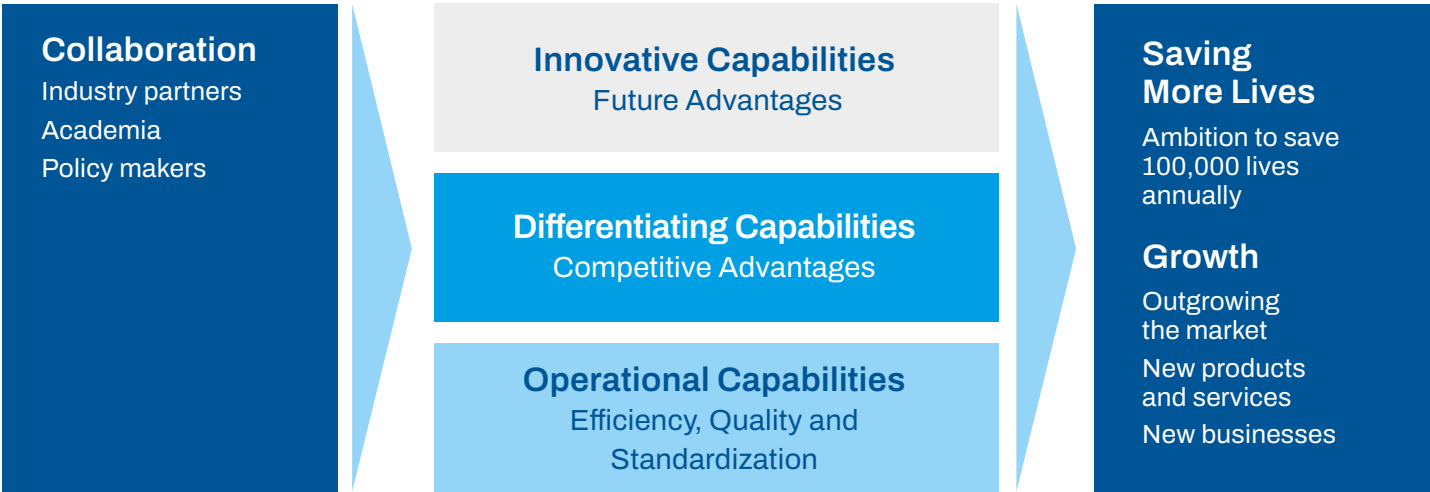 Collaboration
Industry partners
Academia
Policy makers
Innovative Capabilities
Future Advantages
Differentiating Capabilities
Competitive Advantages
Operational Capabilities
Efficiency, Quality and
Standardization
Saving
More Lives
Ambition to save
100,000 lives
annually
Growth
Outgrowing
the market
New products
and services
New businesses